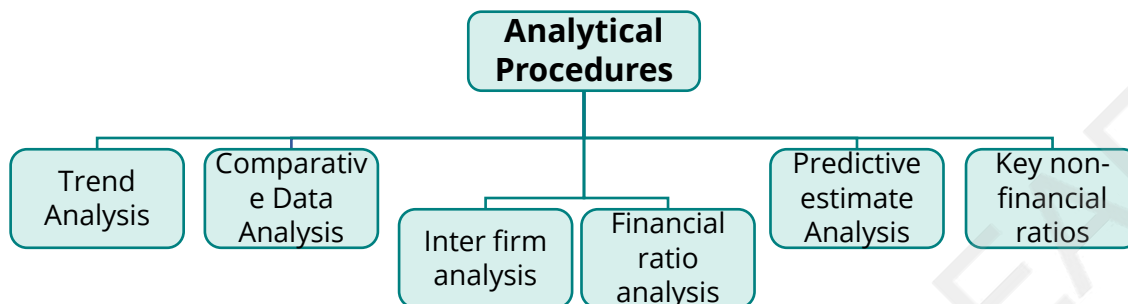 Analytical
Procedures
Trend
Analysis
Comparativ
e Data
Analysis
Inter firm
analysis
Financial
ratio
analysis
Predictive
estimate
Analysis
Key non-
financial
ratios